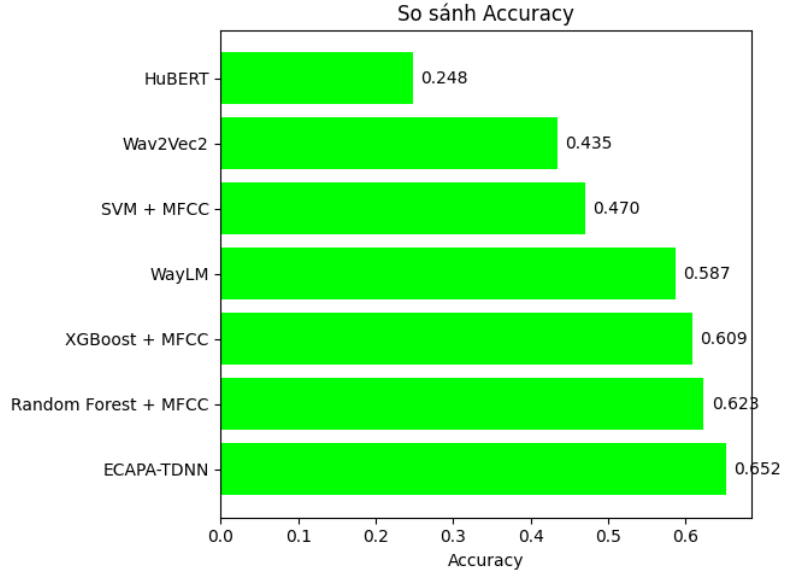 So sánh Accuracy
HuBERT 0.248
Wav2Vec2 0.435
SVM + MFCC 0.470
WayLM 0.587
XGBoost + MFCC 0.609
Random Forest + MFCC 0.623
ECAPA-TDNN 0.652
0.0 0.1 0.2 0.3 0.4 0.5 0.6
Accuracy